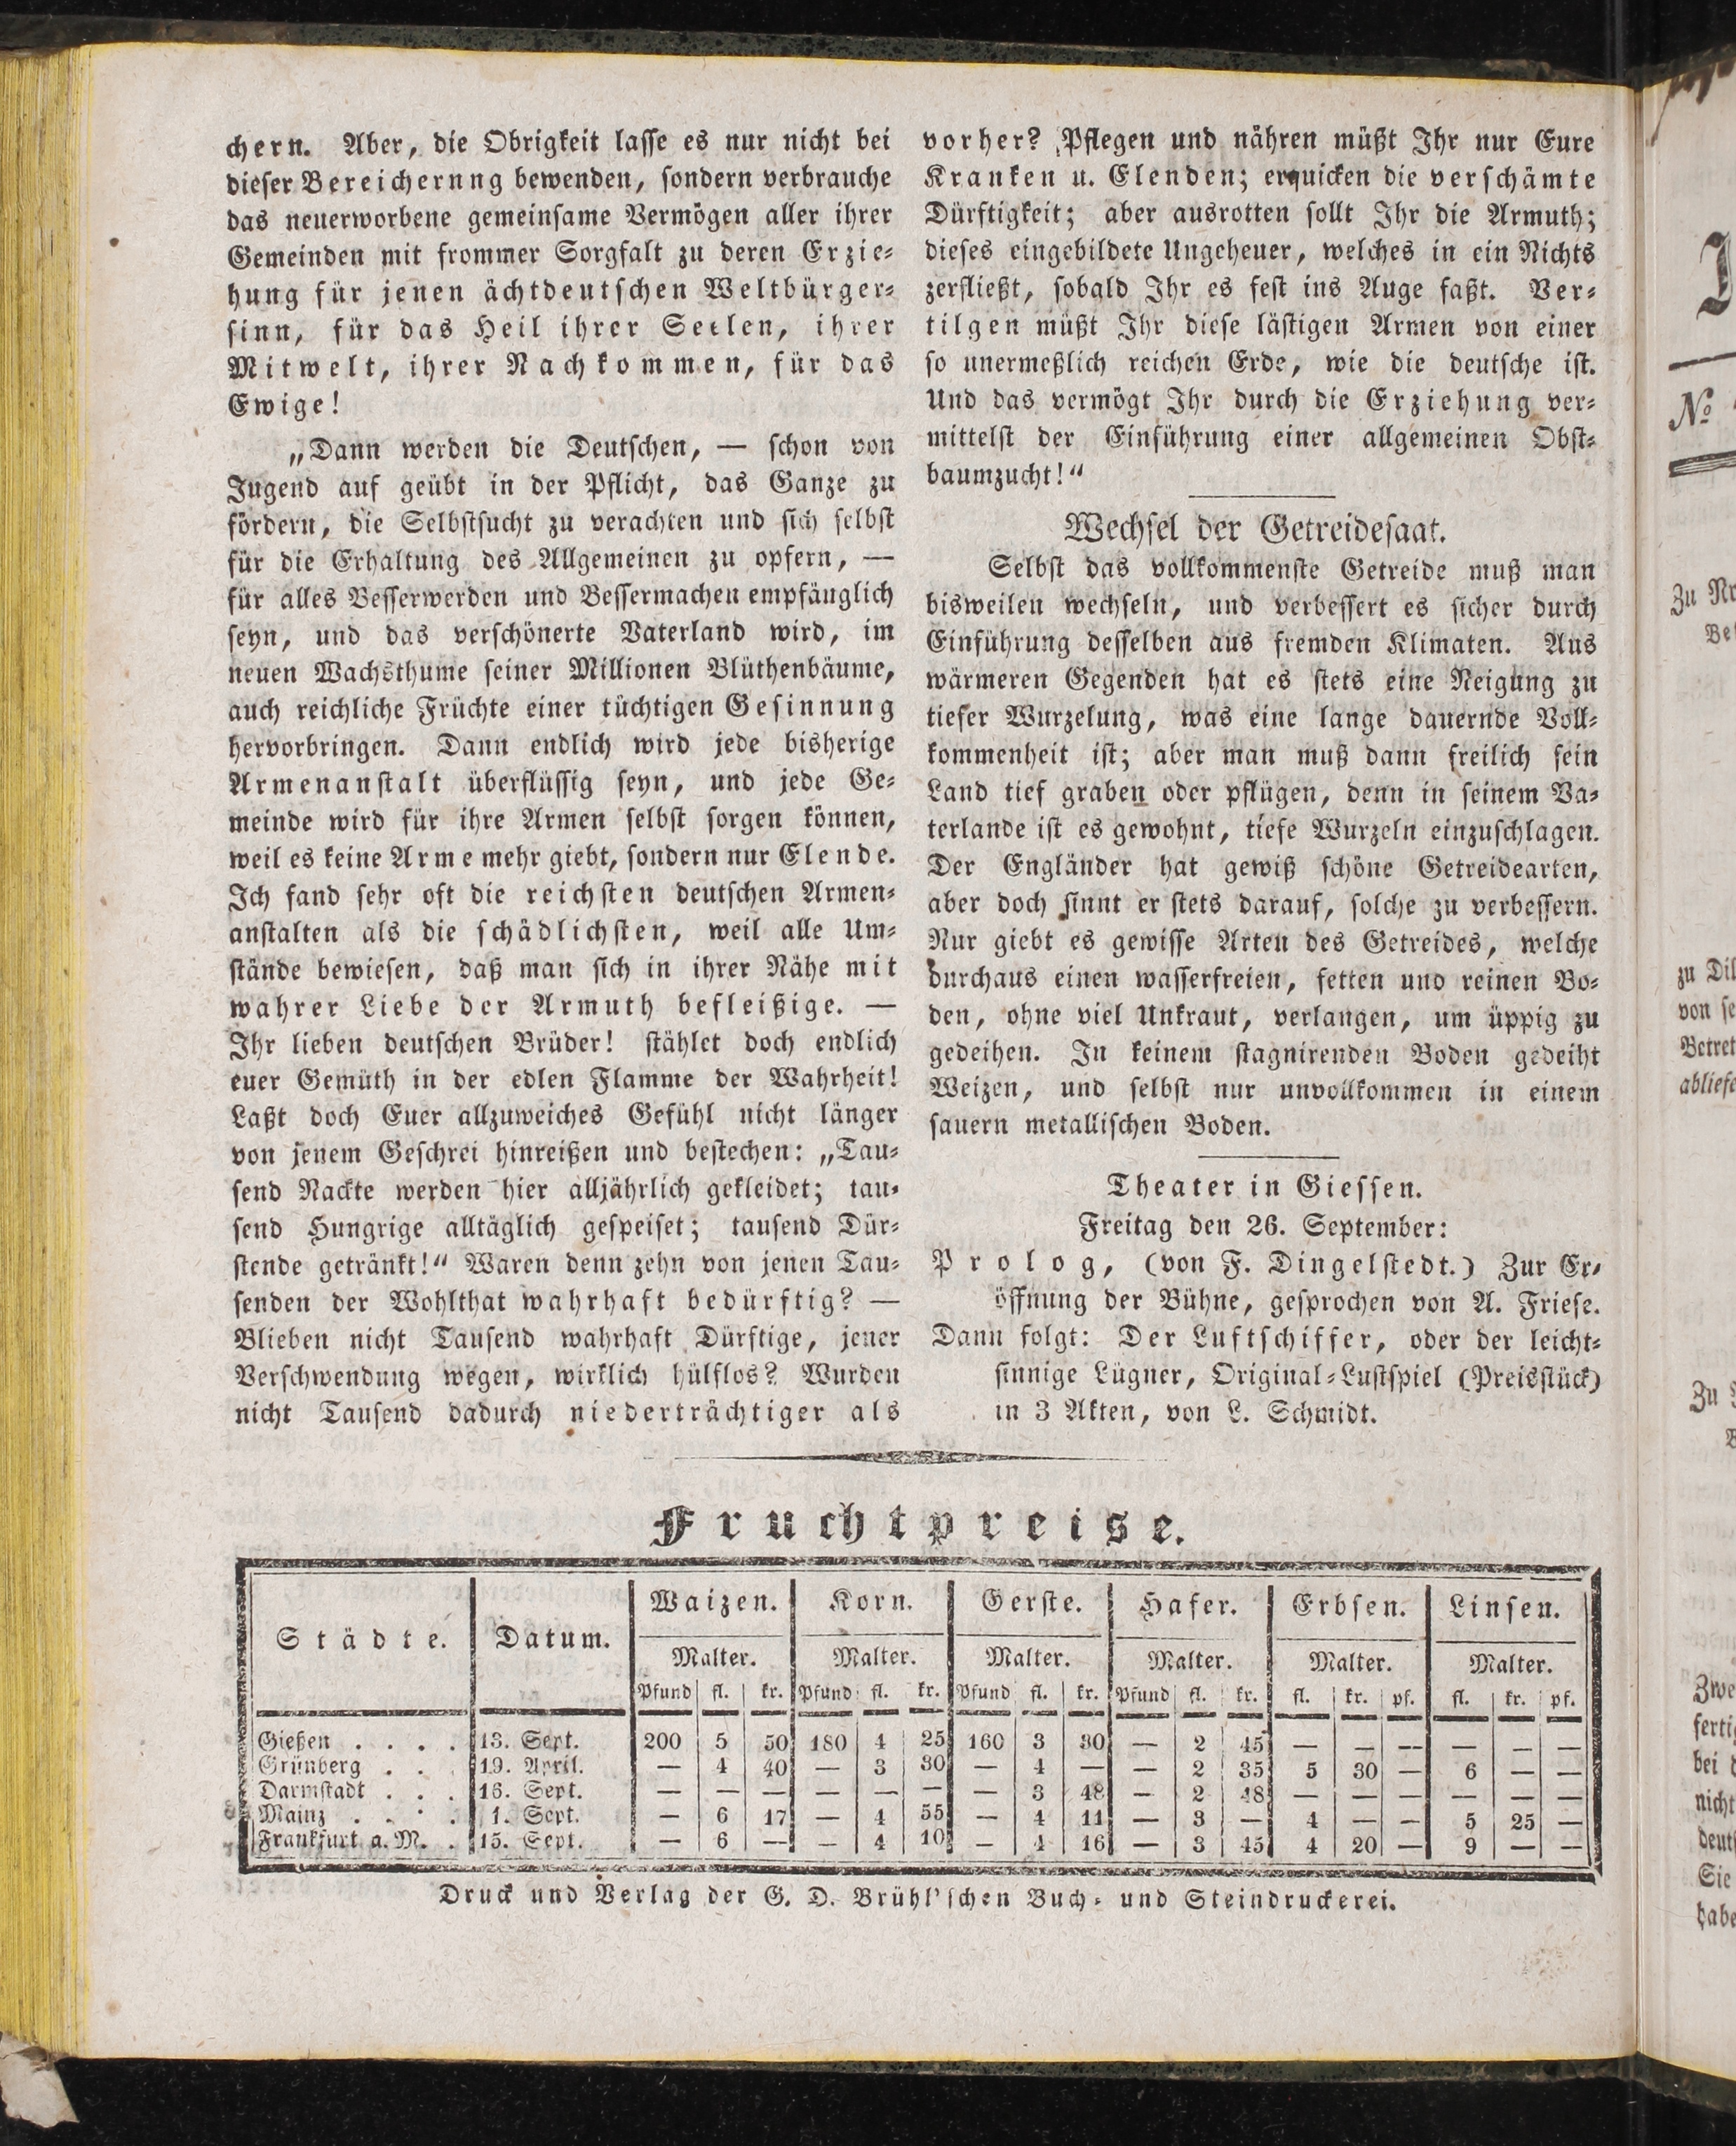 chern. Aber, die Obrigkeit lasse es nur nicht bei
dieser Bereichernng bewenden, sondern verbrauche
das neuerworbene gemeinsame Vermögen aller ihrer
Gemeinden mit frommer Sorgfalt zu deren Erzie-
hung für jenen ächtdeutschen Weltbürger-
sinn, für das Heil ihrer Seelen, ihrer
Mitwelt, ihrer Nachkommen, für das
Ewige!
„Dann werden die Deutschen, — schon von
Jugend auf geübt in der Pflicht, das Ganze zu
fördern, die Selbstsucht zu verachten und sich selbst
für die Erhaltung des Allgemeinen zu opfern, —
für alles Besserwerden und Bessermachen empfänglich
seyn, und das verschönerte Vaterland wird, im
neuen Wachsthume seiner Millionen Blüthenbäume,
auch reichliche Früchte einer tüchtigen Gesinnung
hervorbringen. Dann endlich wird jede bisherige
Armenanstalt überflüssig seyn, und jede Ge-
meinde wird für ihre Armen selbst sorgen können,
weil es keine Arme mehr giebt, sondern nur Elende.
Ich fand sehr oft die reichsten deutschen Armen-
anstalten als die schädlichsten, weil alle Um-
stände bewiesen, daß man sich in ihrer Nähe mit
wahrer Liebe der Armuth befleißige. —
Ihr lieben deutschen Brüder! stählet doch endlich
euer Gemüth in der edlen Flamme der Wahrheit!
Laßt doch Euer allzuweiches Gefühl nicht länger
von jenem Geschrei hinreißen und bestechen: „Tau-
send Nackte werden hier alljährlich gekleidet; tau-
send Hungrige alltäglich gespeiset; tausend Dür-
stende getränkt!“ Waren denn zehn von jenen Tau-
senden der Wohlthat wahrhaft bedürftig? —
Blieben nicht Tausend wahrhaft Dürftige, jener
Verschwendung wegen, wirklich hülflos? Wurden
nicht Tausend dadurch niederträchtiger als
vorher? Pflegen und nähren müßt Ihr nur Eure
Kranken u. Elenden; erquicken die verschämte
Dürftigkeit; aber ausrotten sollt Ihr die Armuth;
dieses eingebildete Ungeheuer, welches in ein Nichts
zerfließt, sobald Ihr es fest ins Auge faßt. Ver-
tilgen müßt Ihr diese lästigen Armen von einer
so unermeßlich reichen Erde, wie die deutsche ist.
Und das vermögt Ihr durch die Erziehung ver-
mittelst der Einführung einer allgemeinen Obst-
baumzucht!“
Wechsel der Getreidesaat.
Selbst das vollkommenste Getreide muß man
bisweilen wechseln, und verbessert es sicher durch
Einführung desselben aus fremden Klimaten. Aus
wärmeren Gegenden hat es stets eine Neigung zu
tiefer Wurzelung, was eine lange dauernde Voll-
kommenheit ist; aber man muß dann freilich sein
Land tief graben oder pflügen, denn in seinem Va-
terlande ist es gewohnt, tiefe Wurzeln einzuschlagen.
Der Engländer hat gewiß schöne Getreidearten,
aber doch sinnt er stets darauf, solche zu verbessern.
Nur giebt es gewisse Arten des Getreides, welche
durchaus einen wasserfreien, fetten und reinen Bo-
den, ohne viel Unkraut, verlangen, um üppig zu
gedeihen. In keinem stagnirenden Boden gedeiht
Weizen, und selbst nur unvollkommen in einem
sauern metallischen Boden.
Theater in Giessen.
Freitag den 26. September:
Prolog, (von F. Dingelstedt.) Zur Er-
öffnung der Bühne, gesprochen von A. Friese.
Dann folgt: Der Luftschiffer, oder der leicht-
sinnige Lügner, Original-Lustspiel (Preisstück)
in 3 Akten, von L. Schmidt.
Fruchtpreise.
Städte. Datum. Waizen. Korn. Gerste. Hafer. Erbsen. Linsen.
Malter. Malter. Malter. Malter. Malter. Malter.
Pfund fl. kr. Pfund fl. kr. Pfund fl. kr. Pfund fl. kr. fl. kr. pf. fl. kr. pf.
Gießen . . . . 13. Sept. 200 5 50 180 4 25 160 3 30 — 2 45 — — — — — —
Grünberg . . 19. April. — 4 40 — 3 30 — 4 — — 2 35 5 30 — 6 — —
Darmstadt . . . 16. Sept. — — — — — — — 3 48 — 2 48 — — — — — —
Mainz . . . . 1. Sept. — 6 17 — 4 55 — 4 11 — 3 — 4 — — 5 25 —
Frankfurt a. M. . 15. Sept. — 6 — — 4 10 — 4 16 — 3 45 4 20 — 9 — —
Druck und Verlag der G. D. Brühl'schen Buch- und Steindruckerei.
№
zu Dil
von se
Betret
abliefe
Zu
Zwe
fertig
bei
nicht
deut
Sie
habe